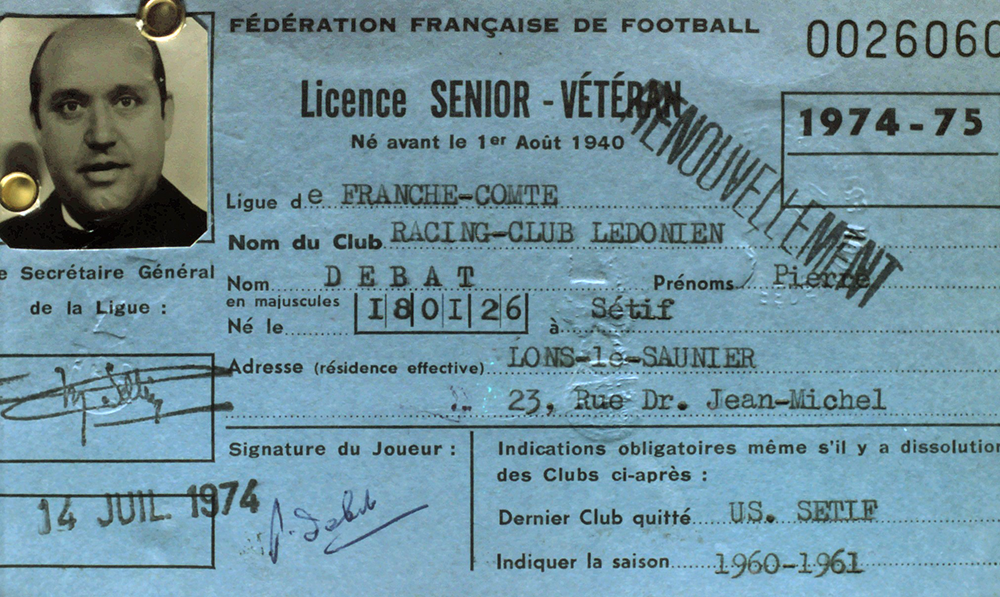 FÉDÉRATION FRANÇAISE DE FOOTBALL
0026060
Licence SENIOR - VÉTÉRAN
Né avant le 1er Août 1940
1974-75
RENOUVELLEMENT
Ligue de FRANCHE-COMTE
Nom du Club RACING-CLUB LEDONIEN
e Secrétaire Général
de la Ligue :
Nom DEBAT Prénoms Pierre
en majuscules
Né le 180126 à Sétif
Adresse (résidence effective) LONS-le-SAUNIER
23, Rue Dr. Jean-Michel
Signature du Joueur :
P. Debat
14 JUIL. 1974
Indications obligatoires même s'il y a dissolution
des Clubs ci-après :
Dernier Club quitté US. SETIF
Indiquer la saison 1960-1961